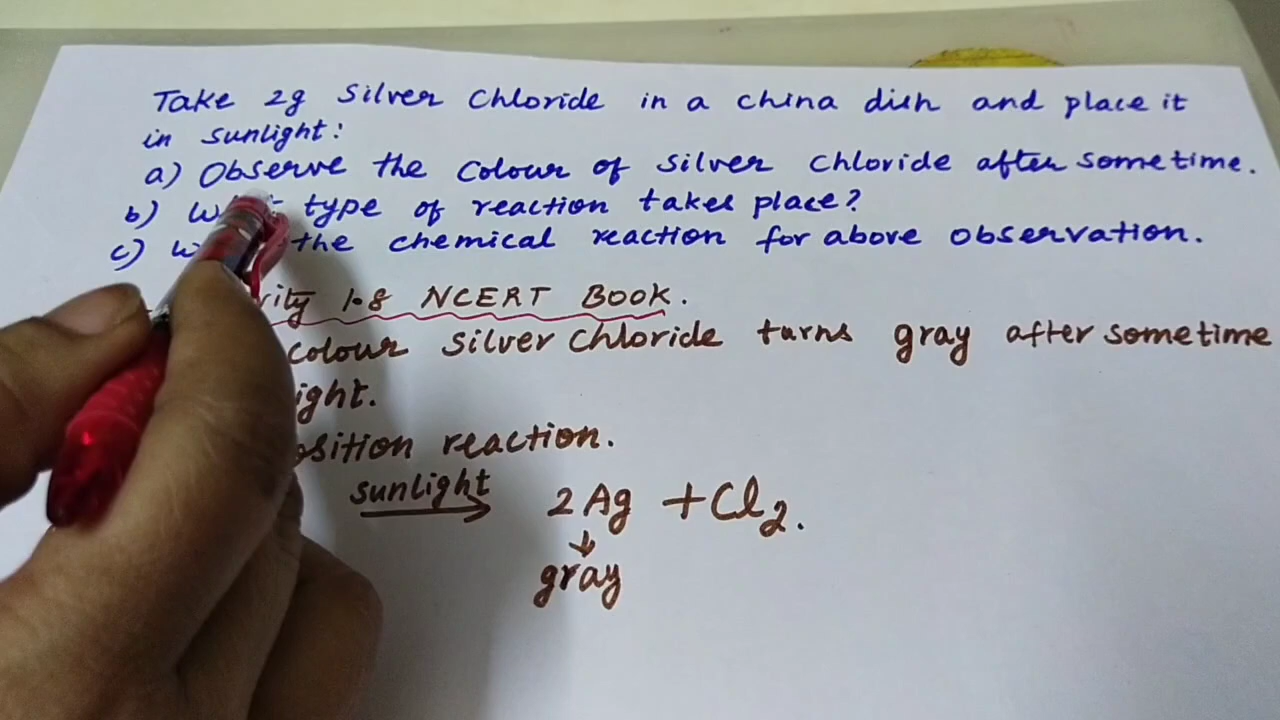 Take 2g Silver Chloride in a china dish and place it
in sunlight:
a) Observe the Colour of Silver Chloride after sometime.
b) type of reaction takes place?
c) the chemical reaction for above observation.
1.8 NCERT BOOK.
colour silver Chloride turns gray after sometime
reaction.
sunlight 2Ag + Cl2.
gray